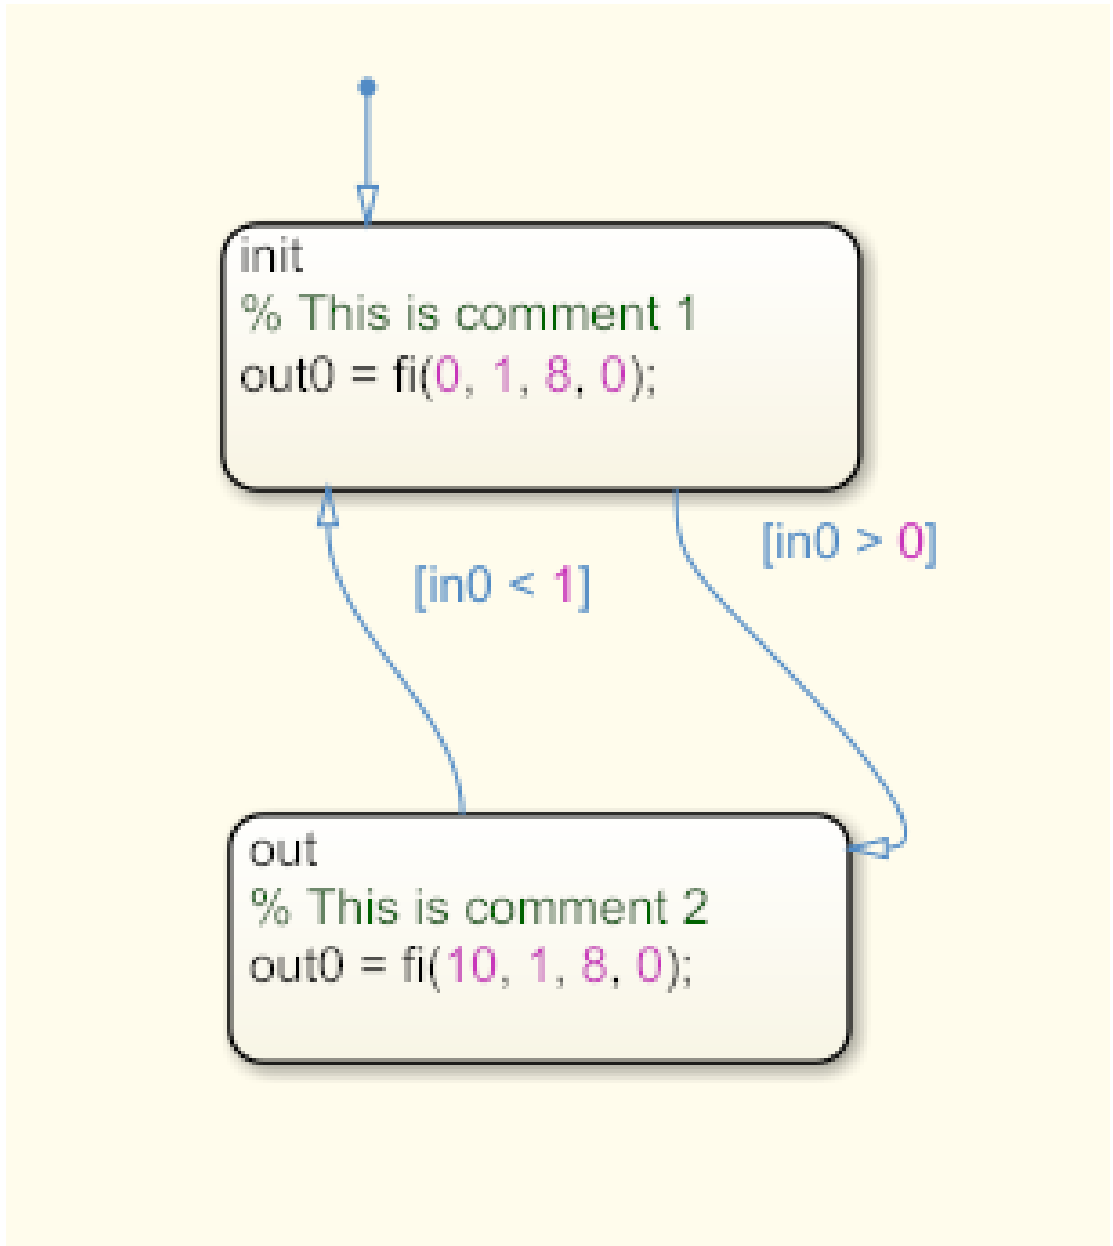 init
% This is comment 1
out0 = fi(0, 1, 8, 0);
[in0 > 0]
[in0 < 1]
out
% This is comment 2
out0 = fi(10, 1, 8, 0);